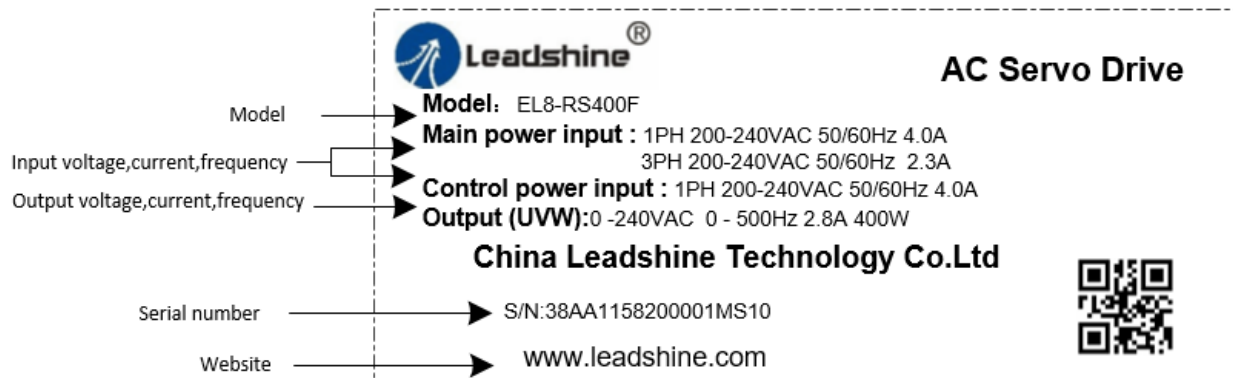 Leadshine®
AC Servo Drive
Model
Model: EL8-RS400F
Input voltage,current,frequency
Main power input : 1PH 200-240VAC 50/60Hz 4.0A
3PH 200-240VAC 50/60Hz 2.3A
Control power input : 1PH 200-240VAC 50/60Hz 4.0A
Output voltage,current,frequency
Output (UVW):0 -240VAC 0 - 500Hz 2.8A 400W
China Leadshine Technology Co.Ltd
Serial number
S/N:38AA1158200001MS10
Website
www.leadshine.com